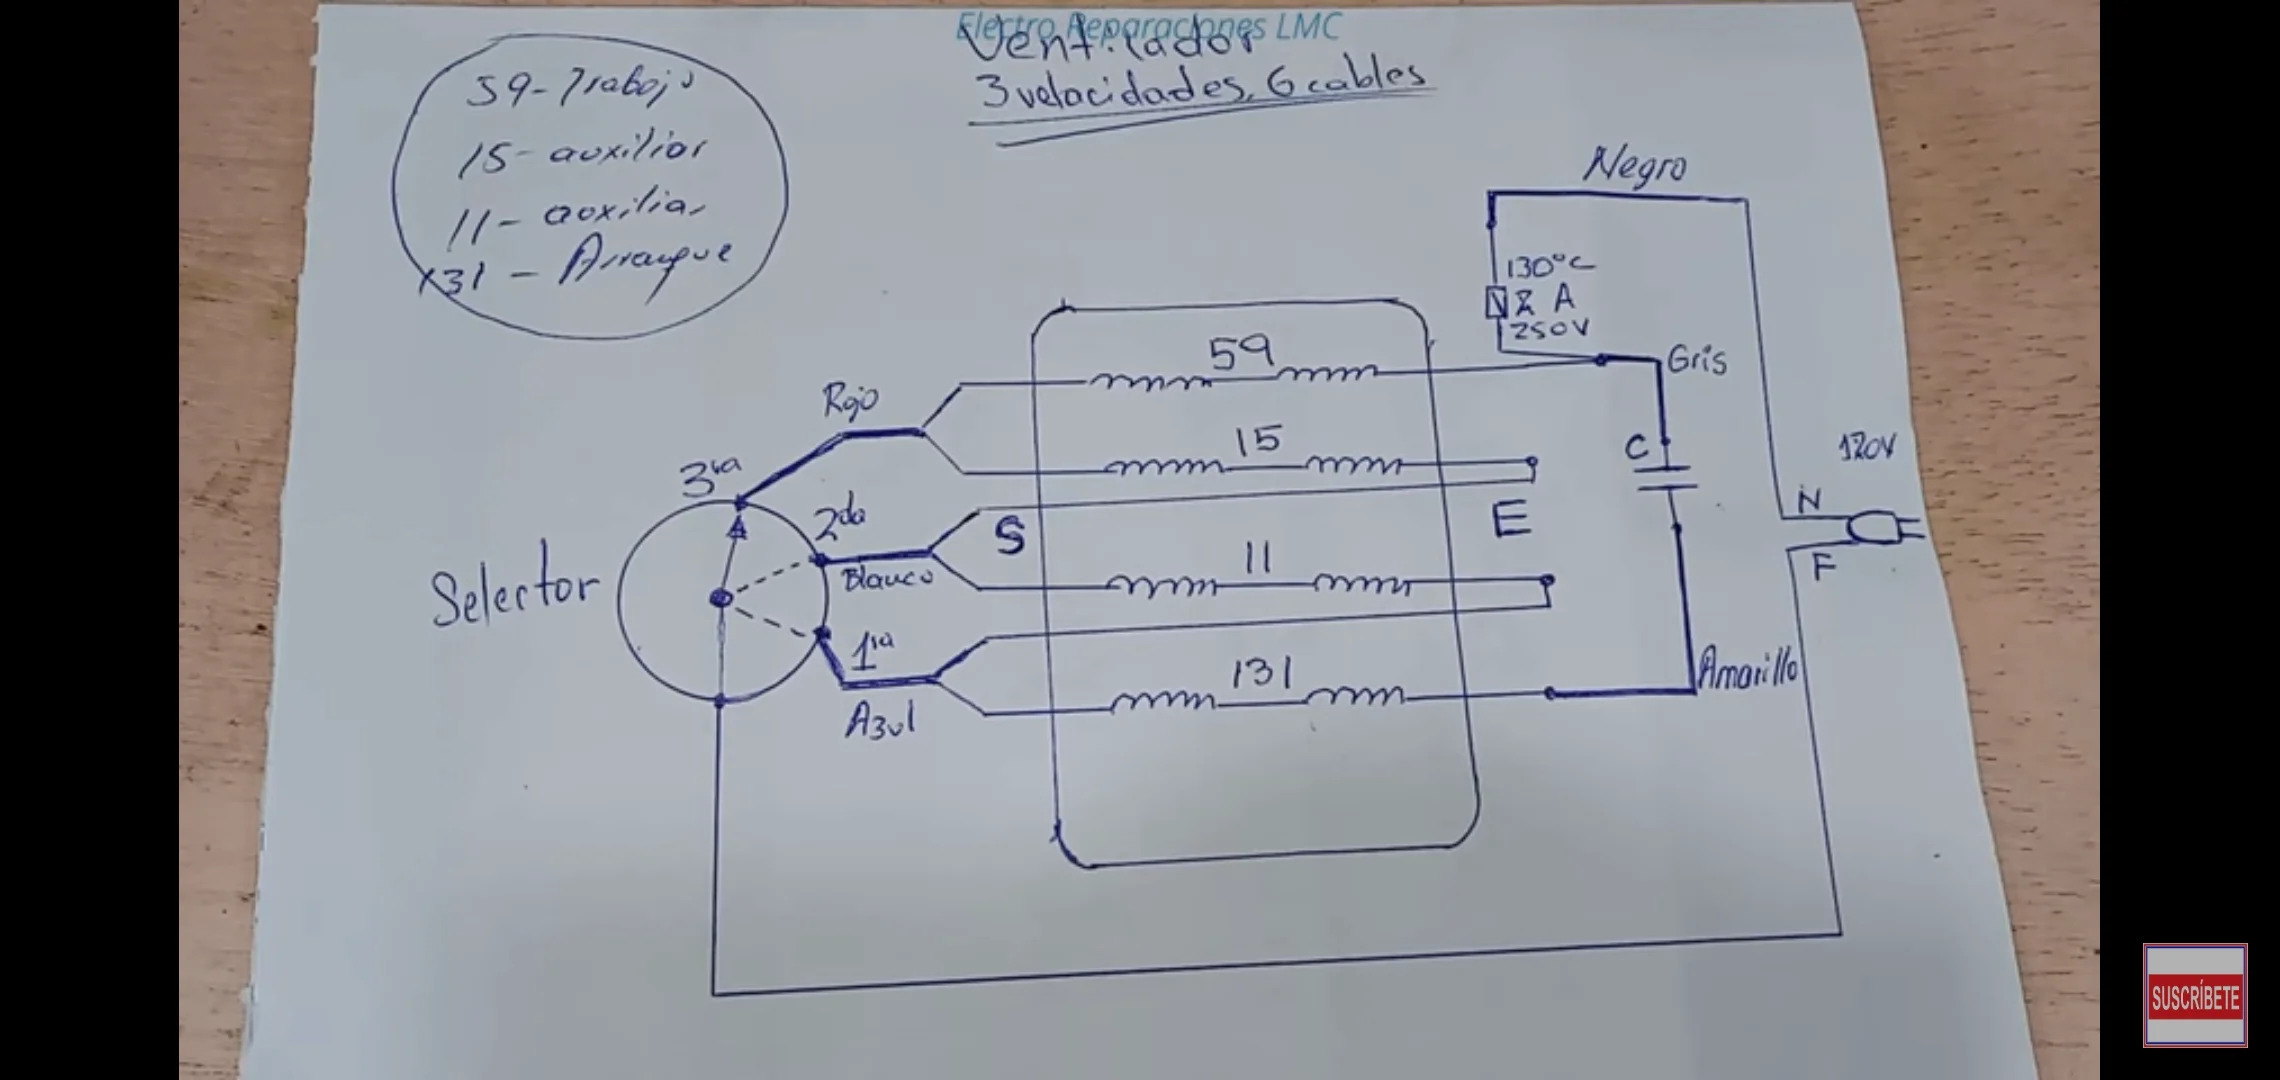 Electro Reparaciones LMC
Ventilador
3 velocidades, 6 cables
59 - Trabajo
15 - auxiliar
11 - auxiliar
131 - Arranque
Negro
130°C
2 A
250V
59
Gris
Rojo
15
C
120V
3ra
2da
S
E
N
Selector
Blanco
11
F
1ra
131
Amarillo
Azul
SUSCRÍBETE